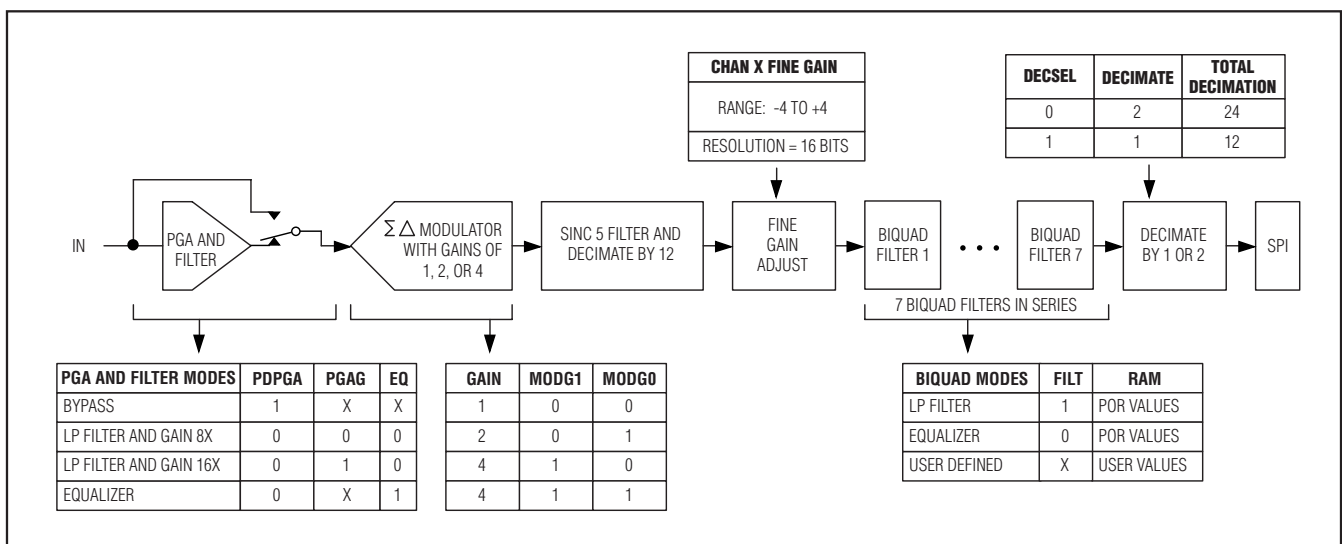 CHAN X FINE GAIN
RANGE: -4 TO +4
RESOLUTION = 16 BITS
DECSEL DECIMATE TOTAL DECIMATION
0 2 24
1 1 12
IN
PGA AND
FILTER
Σ△ MODULATOR
WITH GAINS OF
1, 2, OR 4
SINC 5 FILTER AND
DECIMATE BY 12
FINE
GAIN
ADJUST
BIQUAD
FILTER 1
• • •
BIQUAD
FILTER 7
DECIMATE
BY 1 OR 2
SPI
7 BIQUAD FILTERS IN SERIES
PGA AND FILTER MODES PDPGA PGAG EQ
BYPASS 1 X X
LP FILTER AND GAIN 8X 0 0 0
LP FILTER AND GAIN 16X 0 1 0
EQUALIZER 0 X 1
GAIN MODG1 MODG0
1 0 0
2 0 1
4 1 0
4 1 1
BIQUAD MODES FILT RAM
LP FILTER 1 POR VALUES
EQUALIZER 0 POR VALUES
USER DEFINED X USER VALUES